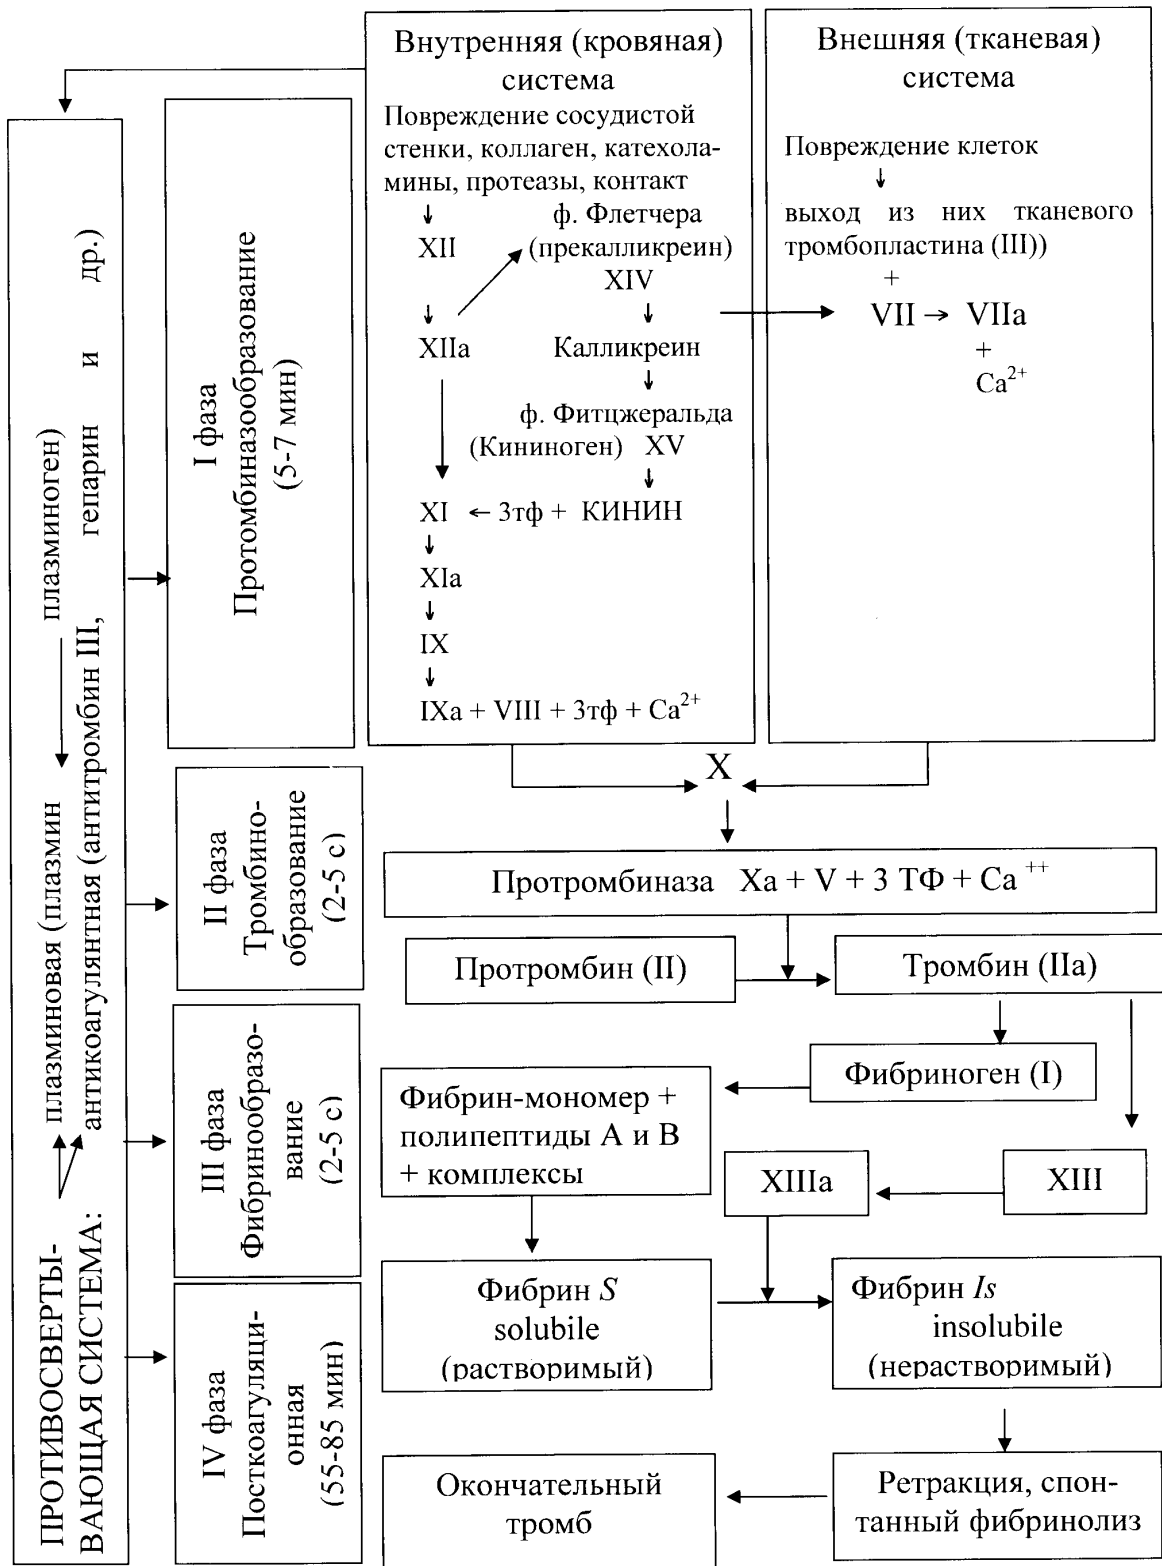 ПРОТИВОСВЕРТЫ-
ВАЮЩАЯ СИСТЕМА:
плазминовая (плазмин
плазминоген)
антикоагулянтная (антитромбин III, гепарин и др.)
I фаза
Протомбиназообразование
(5-7 мин)
II фаза
Тромбино-
образование
(2-5 с)
III фаза
Фибринообразо-
вание
(2-5 с)
IV фаза
Посткоагуляци-
онная
(55-85 мин)
Внутренняя (кровяная)
система
Повреждение сосудистой
стенки, коллаген, катехола-
мины, протеазы, контакт
↓ ф. Флетчера
XII (прекалликреин)
XIV
↓ ↓
XIIa Калликреин
↓
ф. Фитцжеральда
(Кининоген) XV
↓
XI ← 3тф + КИНИН
↓
XIa
↓
IX
↓
IXa + VIII + 3тф + Ca²⁺
Внешняя (тканевая)
система
Повреждение клеток
↓
выход из них тканевого
тромбопластина (III))
+
VII → VIIa
+
Ca²⁺
X
Протромбиназа Xa + V + 3 ТФ + Ca ⁺⁺
Протромбин (II)
Тромбин (IIa)
Фибриноген (I)
Фибрин-мономер +
полипептиды А и В
+ комплексы
XIIIa
XIII
Фибрин S
solubile
(растворимый)
Фибрин Is
insolubile
(нерастворимый)
Окончательный
тромб
Ретракция, спон-
танный фибринолиз